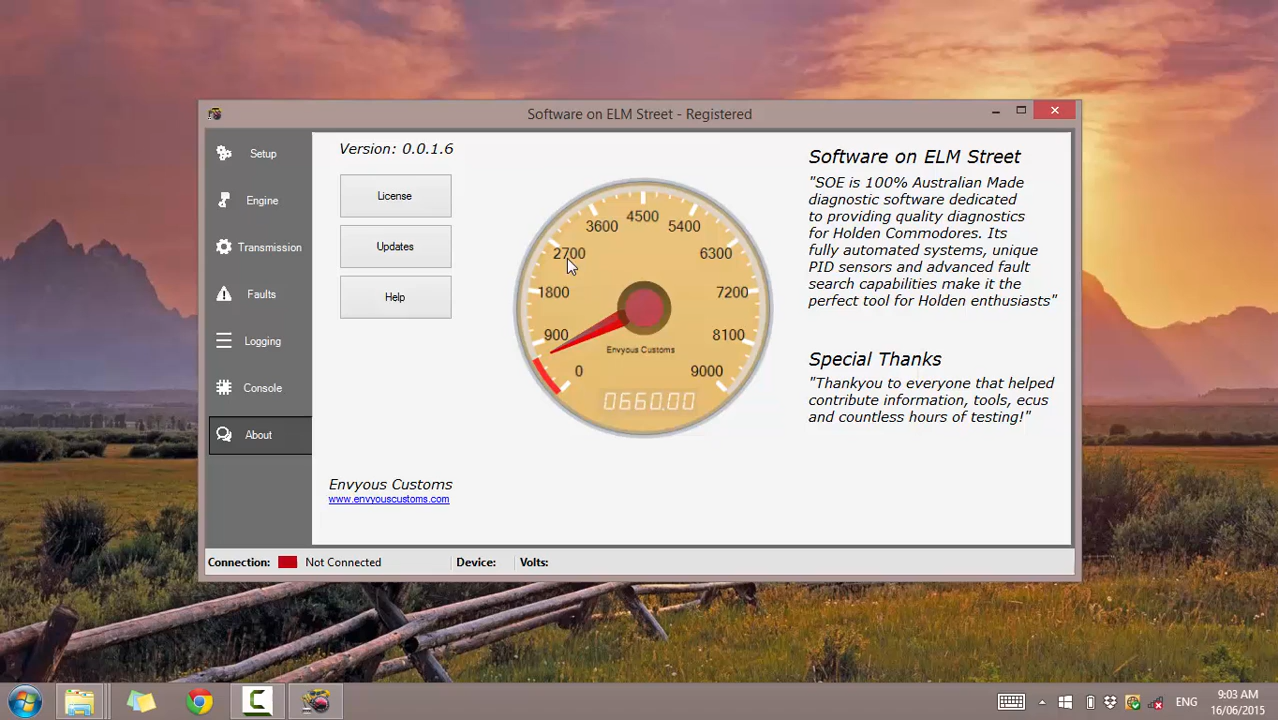 Software on ELM Street - Registered
Setup
Engine
Transmission
Faults
Logging
Console
About
Version: 0.0.1.6
License
Updates
Help
4500
3600
5400
2700
6300
1800
7200
900
8100
Envyous Customs
0
9000
0660.00
Software on ELM Street
"SOE is 100% Australian Made
diagnostic software dedicated
to providing quality diagnostics
for Holden Commodores. Its
fully automated systems, unique
PID sensors and advanced fault
search capabilities make it the
perfect tool for Holden enthusiasts"
Special Thanks
"Thankyou to everyone that helped
contribute information, tools, ecus
and countless hours of testing!"
Envyous Customs
www.envyouscustoms.com
Connection: Not Connected Device: Volts:
ENG
9:03 AM
16/06/2015